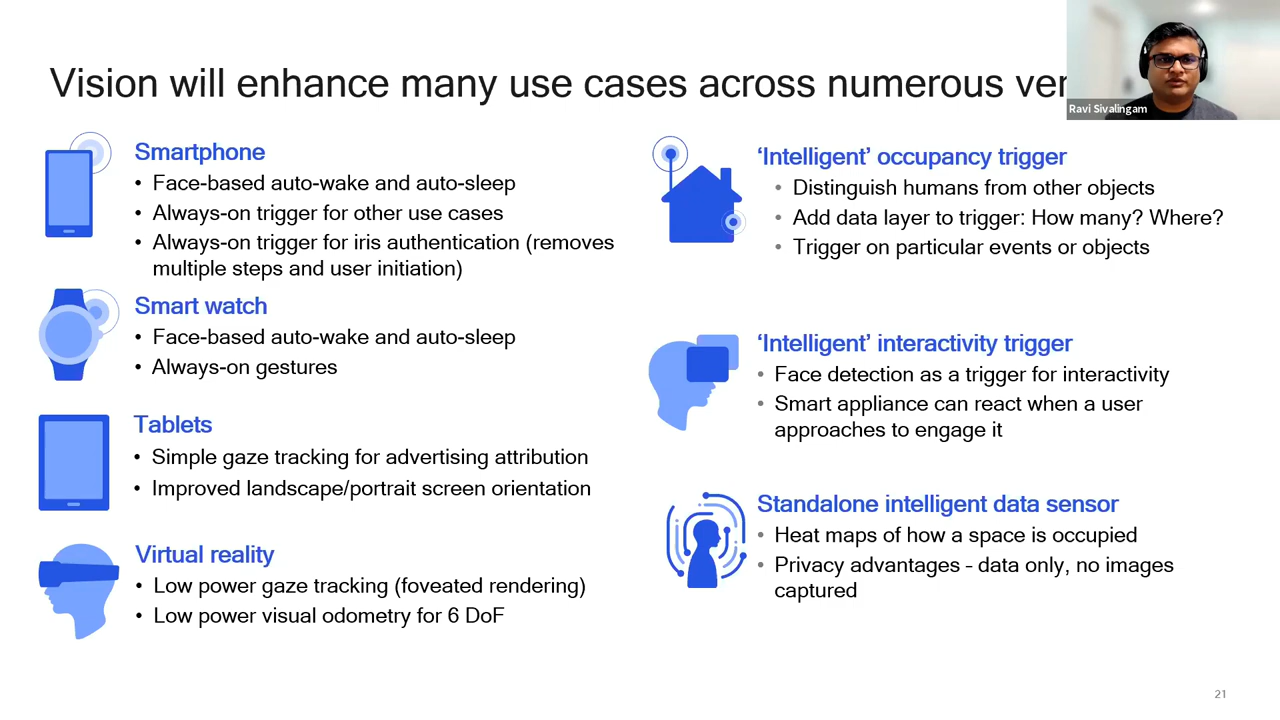 Vision will enhance many use cases across numerous
Ravi Sivalingam
Smartphone
• Face-based auto-wake and auto-sleep
• Always-on trigger for other use cases
• Always-on trigger for iris authentication (removes
multiple steps and user initiation)
Smart watch
• Face-based auto-wake and auto-sleep
• Always-on gestures
Tablets
• Simple gaze tracking for advertising attribution
• Improved landscape/portrait screen orientation
Virtual reality
• Low power gaze tracking (foveated rendering)
• Low power visual odometry for 6 DoF
‘Intelligent’ occupancy trigger
• Distinguish humans from other objects
• Add data layer to trigger: How many? Where?
• Trigger on particular events or objects
‘Intelligent’ interactivity trigger
• Face detection as a trigger for interactivity
• Smart appliance can react when a user
approaches to engage it
Standalone intelligent data sensor
• Heat maps of how a space is occupied
• Privacy advantages - data only, no images
captured
21